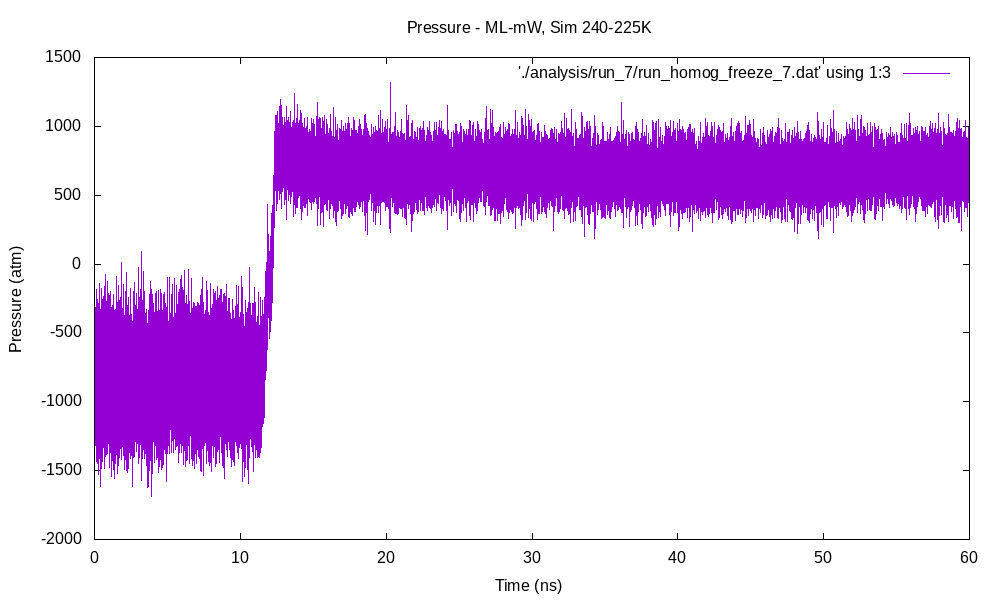 Pressure - ML-mW, Sim 240-225K
'./analysis/run_7/run_homog_freeze_7.dat' using 1:3
1500
1000
500
0
-500
-1000
-1500
-2000
Pressure (atm)
0 10 20 30 40 50 60
Time (ns)